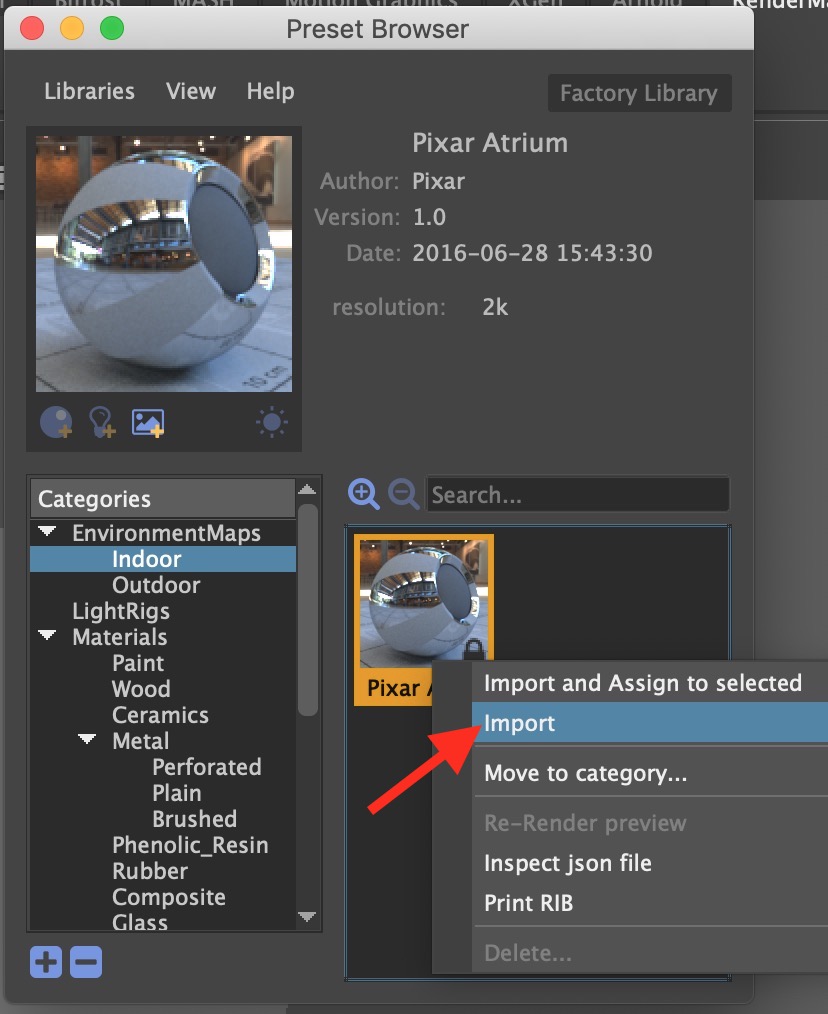 Bifrost MASH Motion Graphics XGen Arnold
Preset Browser
Libraries View Help
Factory Library
Pixar Atrium
Author: Pixar
Version: 1.0
Date: 2016-06-28 15:43:30
resolution: 2k
10 cm
Categories
Search...
EnvironmentMaps
Indoor
Outdoor
LightRigs
Materials
Paint
Wood
Ceramics
Metal
Perforated
Plain
Brushed
Phenolic_Resin
Rubber
Composite
Glass
Pixar
Import and Assign to selected
Import
Move to category...
Re-Render preview
Inspect json file
Print RIB
Delete...